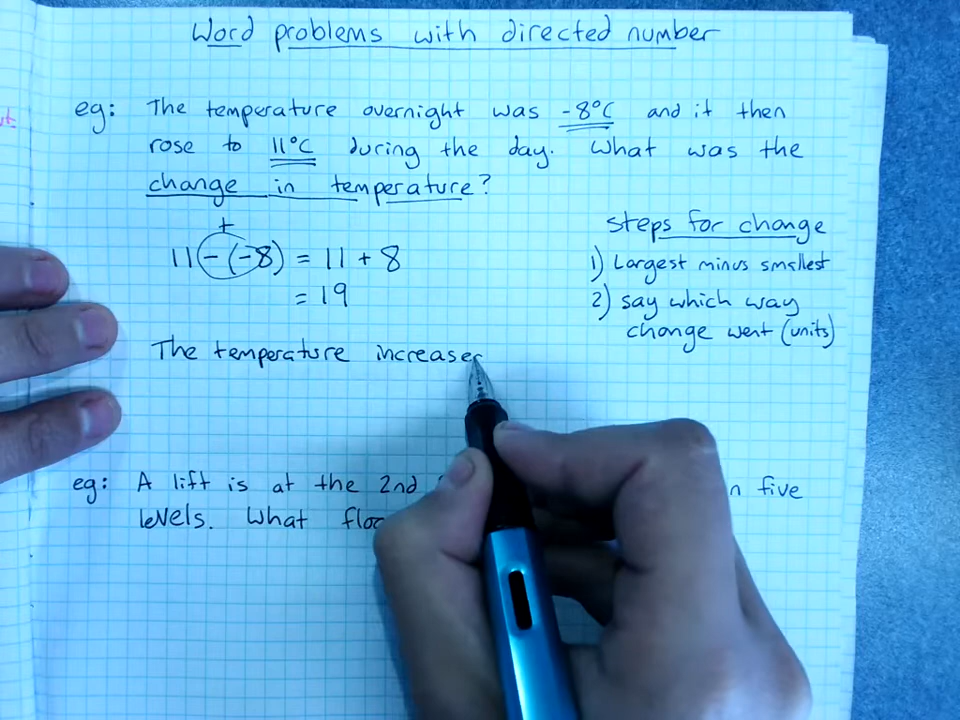 Word problems with directed number
eg: The temperature overnight was -8°C and it then
rose to 11°C during the day. What was the
change in temperature?
+
11 - (-8) = 11 + 8
= 19
The temperature increase
steps for change
1) Largest minus smallest
2) say which way
change went (units)
eg: A lift is at the 2nd five
levels. What